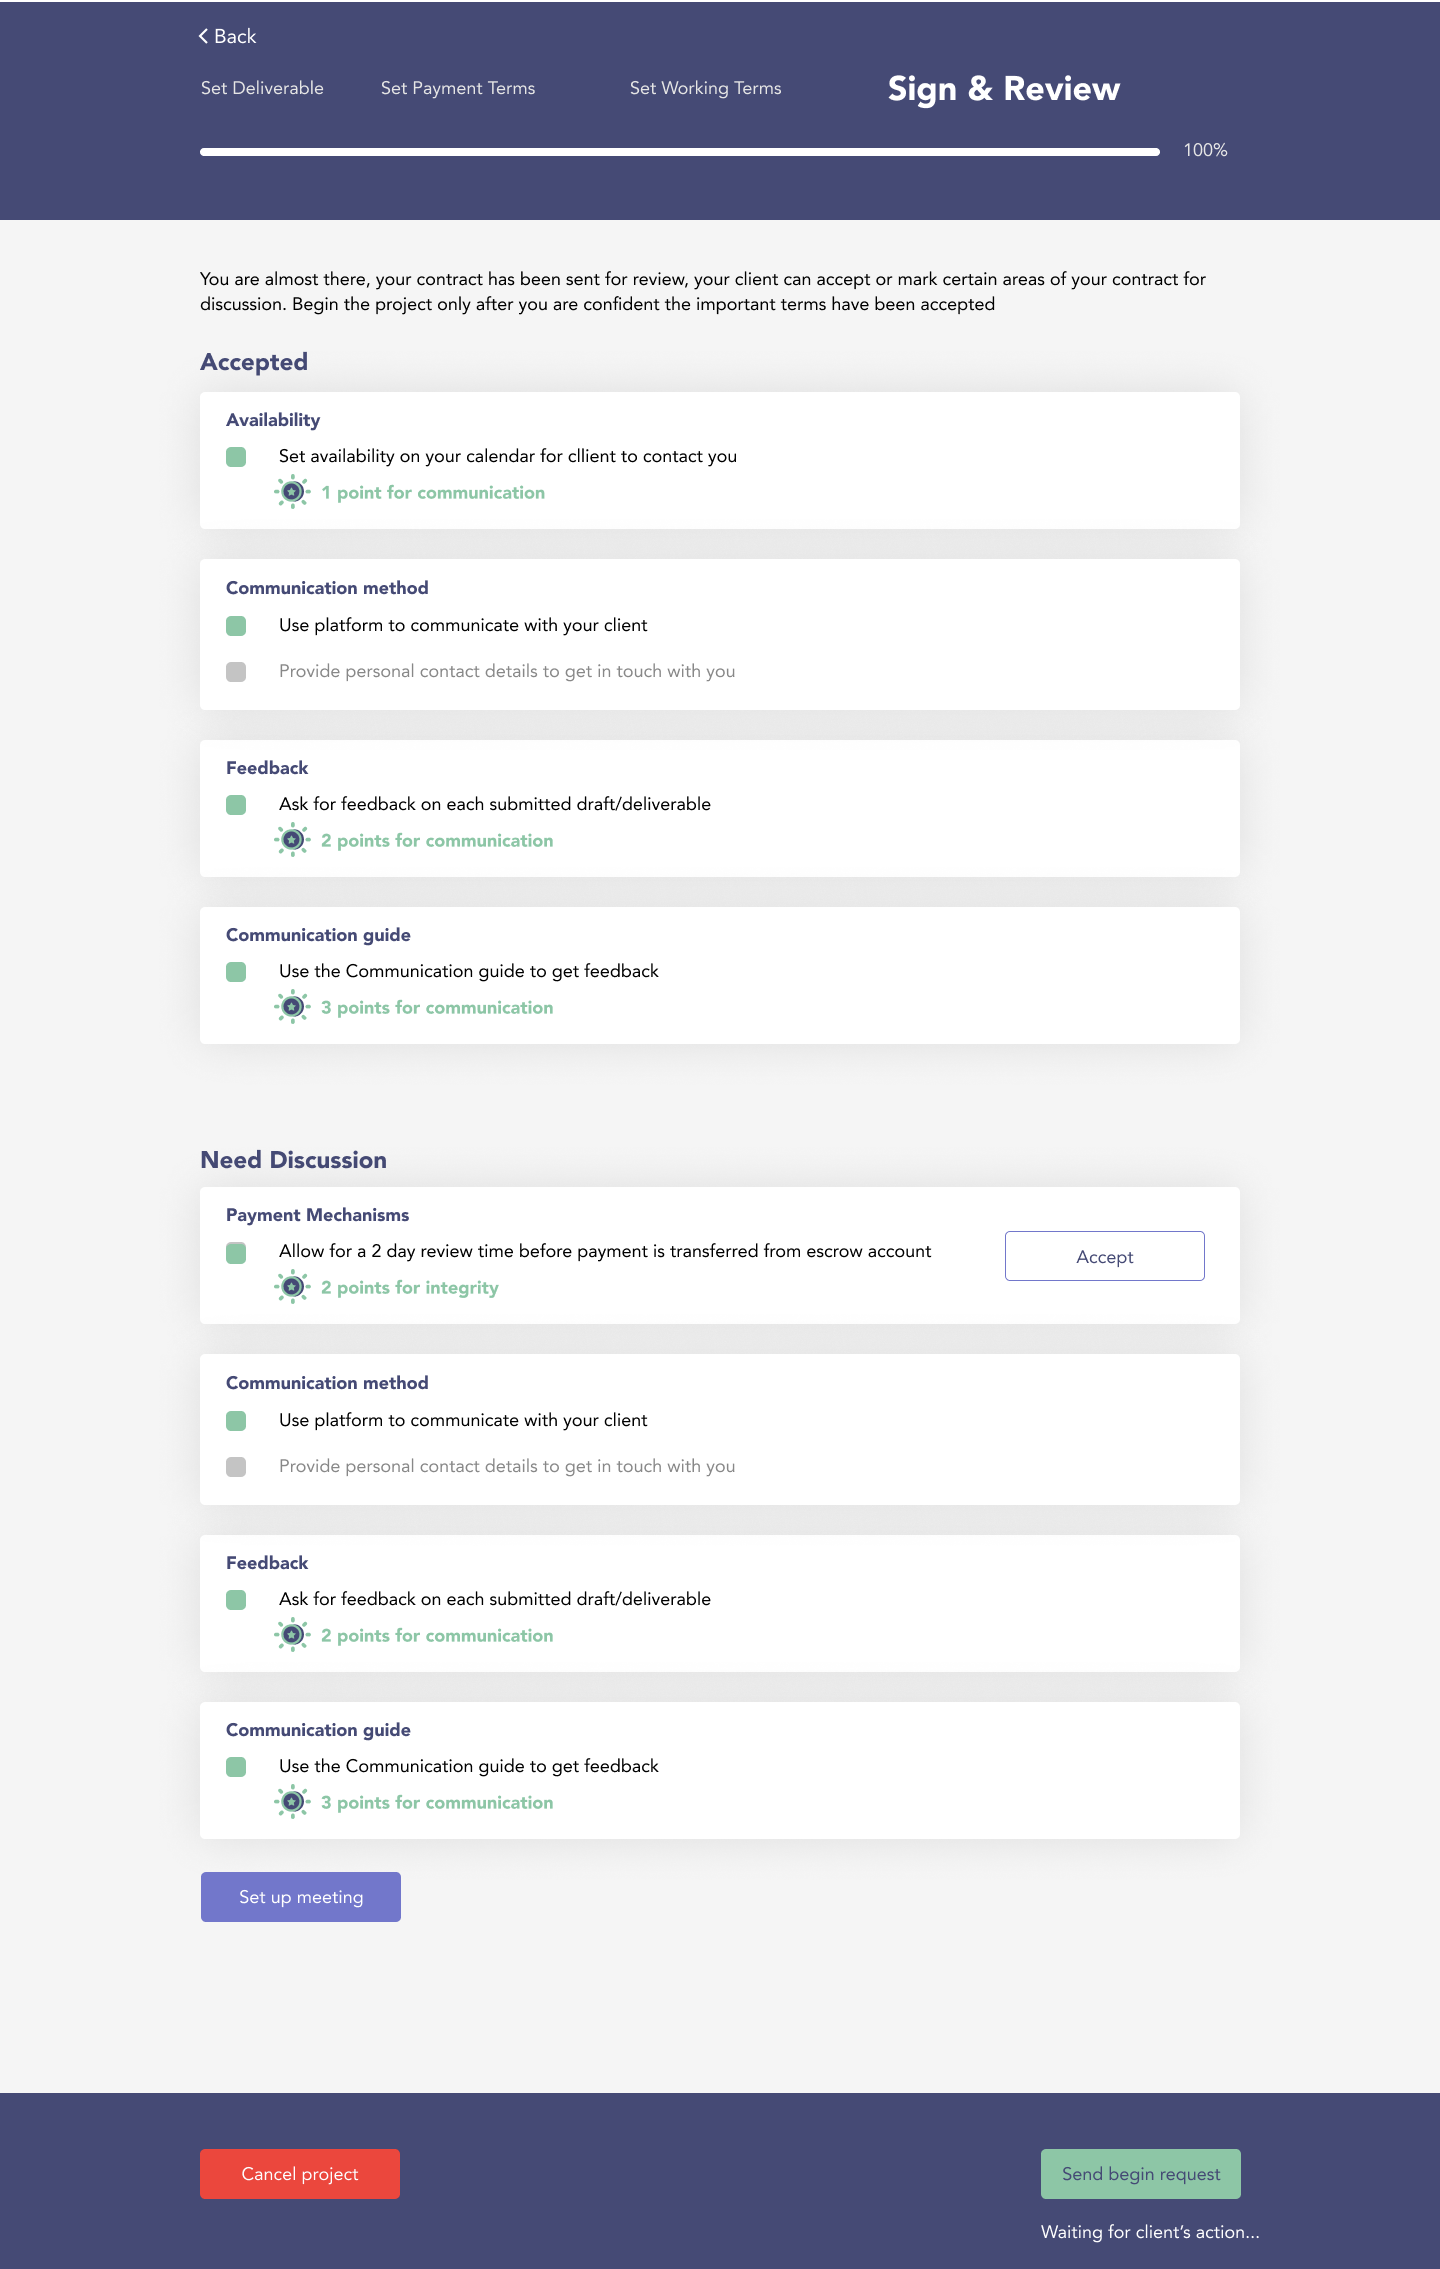 Back
Set Deliverable
Set Payment Terms
Set Working Terms
Sign & Review
100%
You are almost there, your contract has been sent for review, your client can accept or mark certain areas of your contract for
discussion. Begin the project only after you are confident the important terms have been accepted
Accepted
Availability
Set availability on your calendar for cllient to contact you
1 point for communication
Communication method
Use platform to communicate with your client
Provide personal contact details to get in touch with you
Feedback
Ask for feedback on each submitted draft/deliverable
2 points for communication
Communication guide
Use the Communication guide to get feedback
3 points for communication
Need Discussion
Payment Mechanisms
Allow for a 2 day review time before payment is transferred from escrow account
2 points for integrity
Accept
Communication method
Use platform to communicate with your client
Provide personal contact details to get in touch with you
Feedback
Ask for feedback on each submitted draft/deliverable
2 points for communication
Communication guide
Use the Communication guide to get feedback
3 points for communication
Set up meeting
Cancel project
Send begin request
Waiting for client’s action...